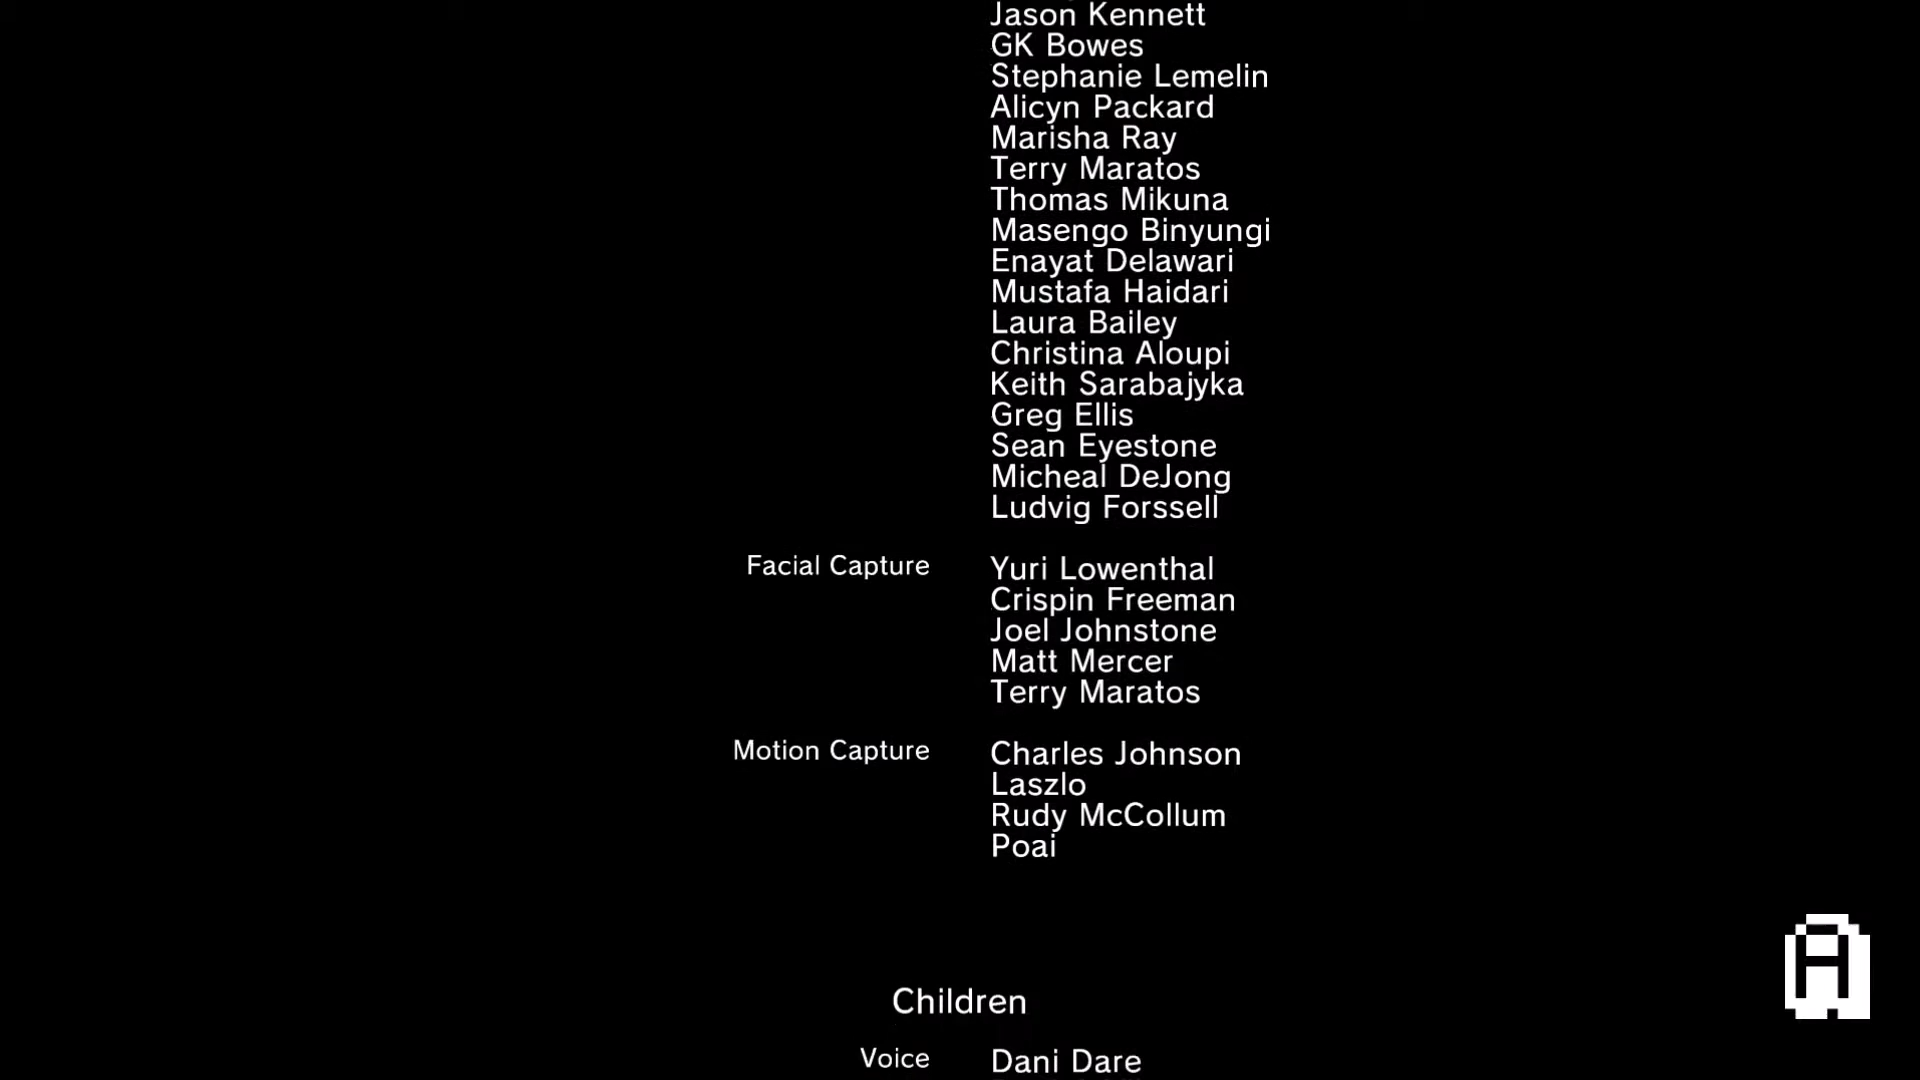 Jason Kennett
GK Bowes
Stephanie Lemelin
Alicyn Packard
Marisha Ray
Terry Maratos
Thomas Mikuna
Masengo Binyungi
Enayat Delawari
Mustafa Haidari
Laura Bailey
Christina Aloupi
Keith Sarabajyka
Greg Ellis
Sean Eyestone
Micheal DeJong
Ludvig Forssell
Facial Capture Yuri Lowenthal
Crispin Freeman
Joel Johnstone
Matt Mercer
Terry Maratos
Motion Capture Charles Johnson
Laszlo
Rudy McCollum
Poai
Children
Voice Dani Dare
A